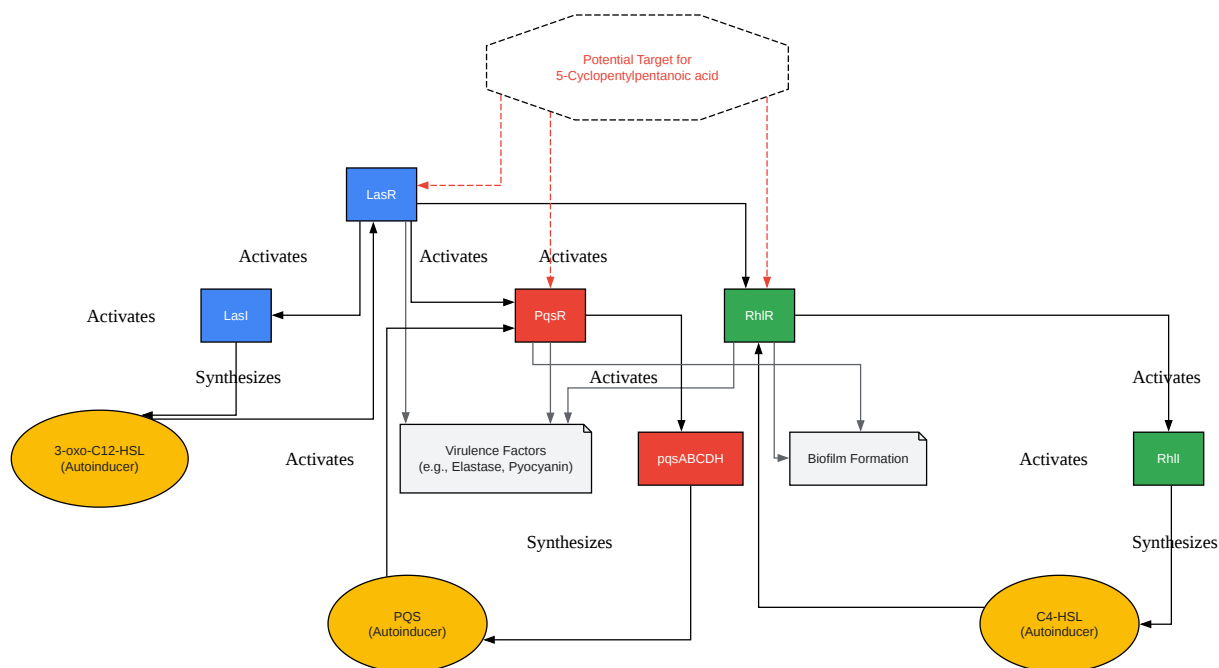 Potential Target for
5-Cyclopentylpentanoic acid
LasR
Activates
Activates
Activates
LasI
PqsR
RhlR
Activates
Synthesizes
Activates
Activates
3-oxo-C12-HSL
(Autoinducer)
Activates
Virulence Factors
(e.g., Elastase, Pyocyanin)
pqsABCDH
Biofilm Formation
Activates
RhlI
Synthesizes
Synthesizes
PQS
(Autoinducer)
C4-HSL
(Autoinducer)